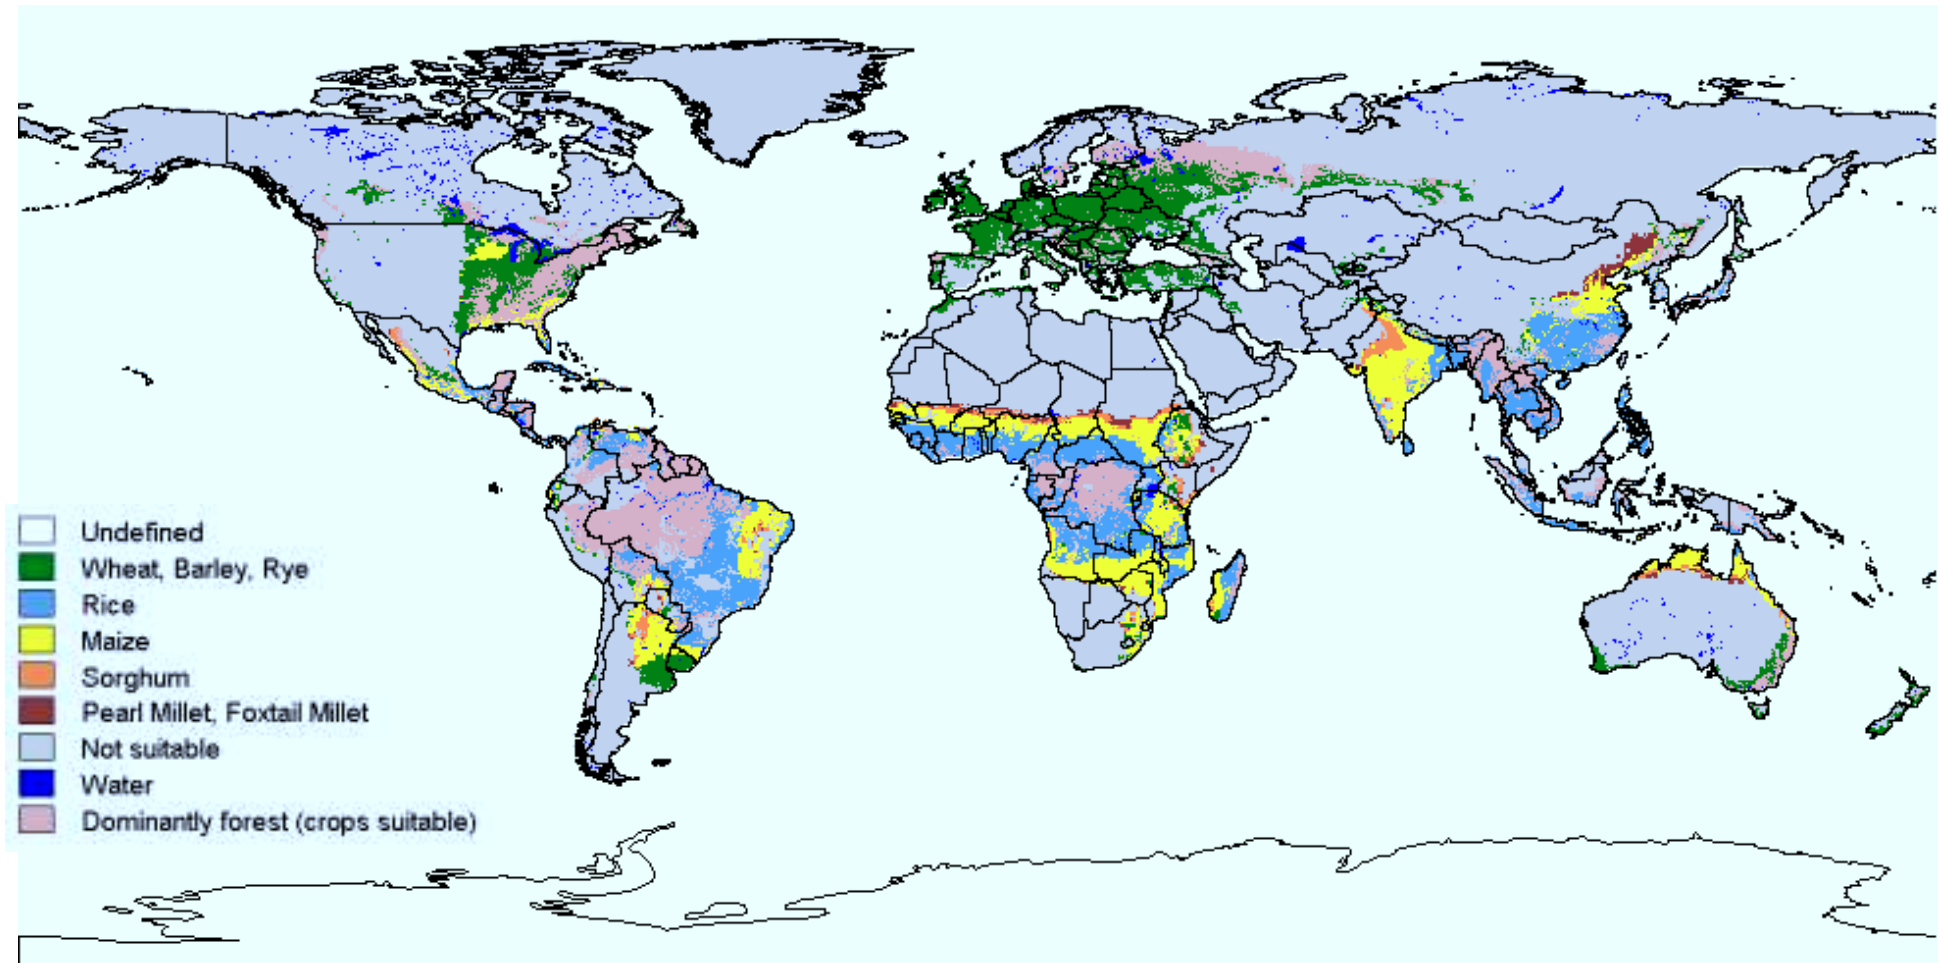 Undefined
Wheat, Barley, Rye
Rice
Maize
Sorghum
Pearl Millet, Foxtail Millet
Not suitable
Water
Dominantly forest (crops suitable)